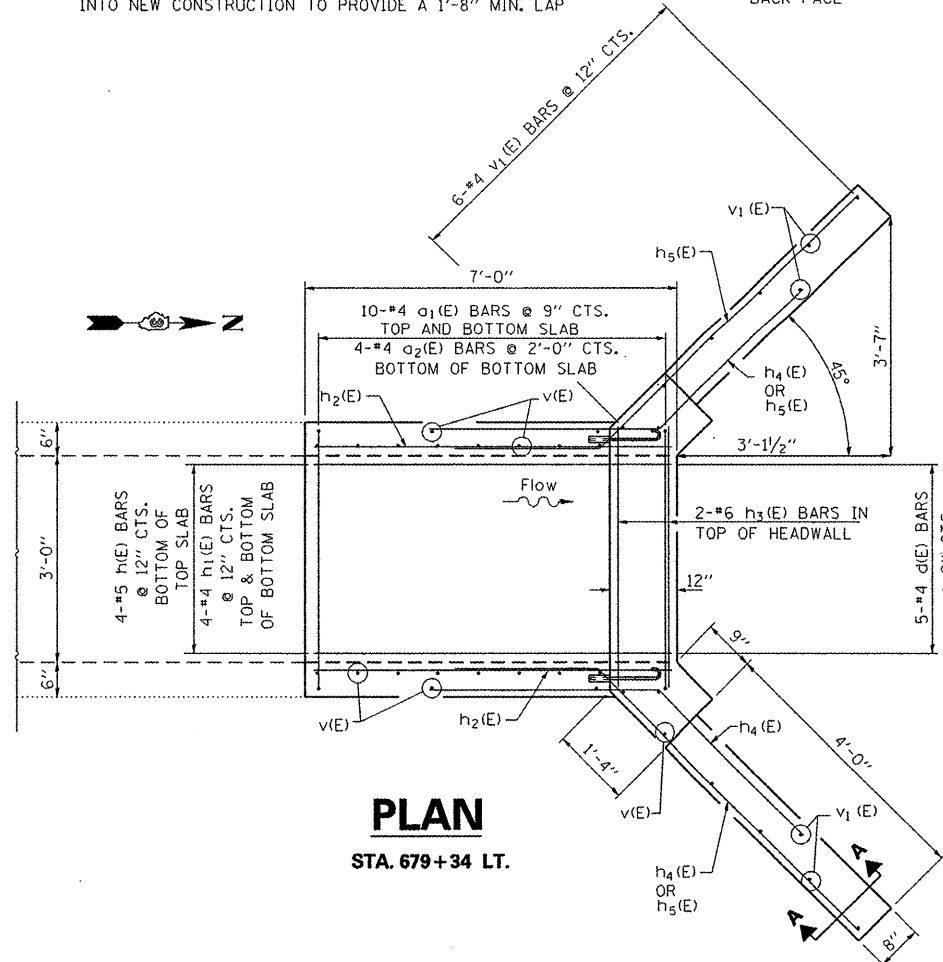 INTO NEW CONSTRUCTION TO PROVIDE A 1'-8" MIN. LAP
6-#4 v1(E) BARS @ 12" CTS.
v1(E)
h5(E)
7'-0"
10-#4 a1(E) BARS @ 9" CTS.
TOP AND BOTTOM SLAB
4-#4 a2(E) BARS @ 2'-0" CTS.
BOTTOM OF BOTTOM SLAB
N
h4(E)
OR
h5(E)
45°
3'-7"
h2(E)
v(E)
3'-1 1/2"
6"
3'-0"
6"
4-#5 h(E) BARS
@ 12" CTS.
BOTTOM OF
TOP SLAB
4-#4 h1(E) BARS
@ 12" CTS.
TOP & BOTTOM
OF BOTTOM SLAB
Flow
2-#6 h3(E) BARS IN
TOP OF HEADWALL
12"
5-#4 d(E) BARS
9"
v(E)
h2(E)
h4(E)
4'-0"
1'-4"
v(E)
v1(E)
h4(E)
OR
h5(E)
A
A
8"
PLAN
STA. 679+34 LT.